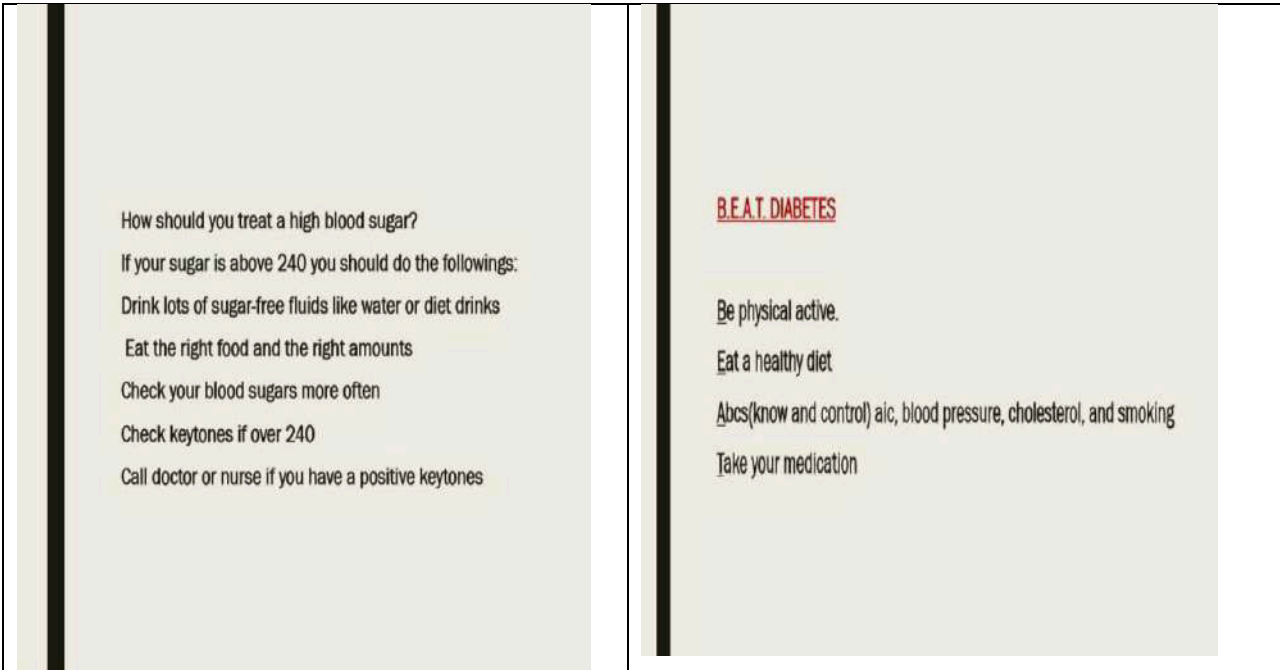 How should you treat a high blood sugar?
If your sugar is above 240 you should do the followings:
Drink lots of sugar-free fluids like water or diet drinks
Eat the right food and the right amounts
Check your blood sugars more often
Check keytones if over 240
Call doctor or nurse if you have a positive keytones
B.E.A.T. DIABETES
Be physical active.
Eat a healthy diet
Abcs(know and control) aic, blood pressure, cholesterol, and smoking
Take your medication